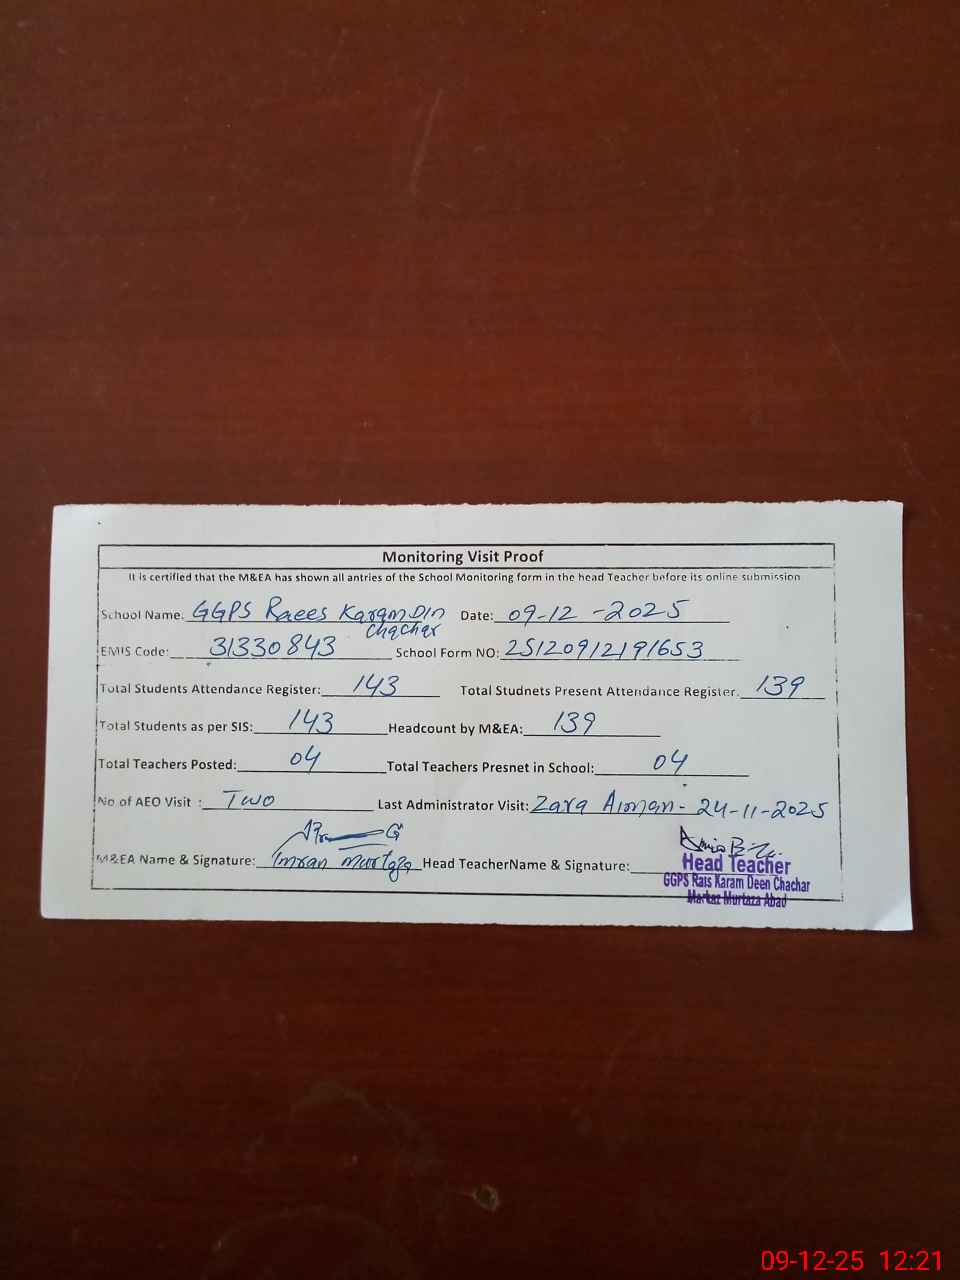 Monitoring Visit Proof
It is certified that the M&EA has shown all antries of the School Monitoring form in the head Teacher before its online submission
School Name: GGPS Raees Karam Din Chachar Date: 09-12-2025
EMIS Code: 31330843 School Form NO: 25120912191653
Total Students Attendance Register: 143 Total Studnets Present Attendance Register. 139
Total Students as per SIS: 143 Headcount by M&EA: 139
Total Teachers Posted: 04 Total Teachers Presnet in School: 04
No of AEO Visit : Two Last Administrator Visit: Zara Aiman - 24-11-2025
M&EA Name & Signature: Imran Murtaza Head TeacherName & Signature:
Head Teacher
GGPS Rais Karam Deen Chachar
Markaz Murtaza Abad
09-12-25 12:21